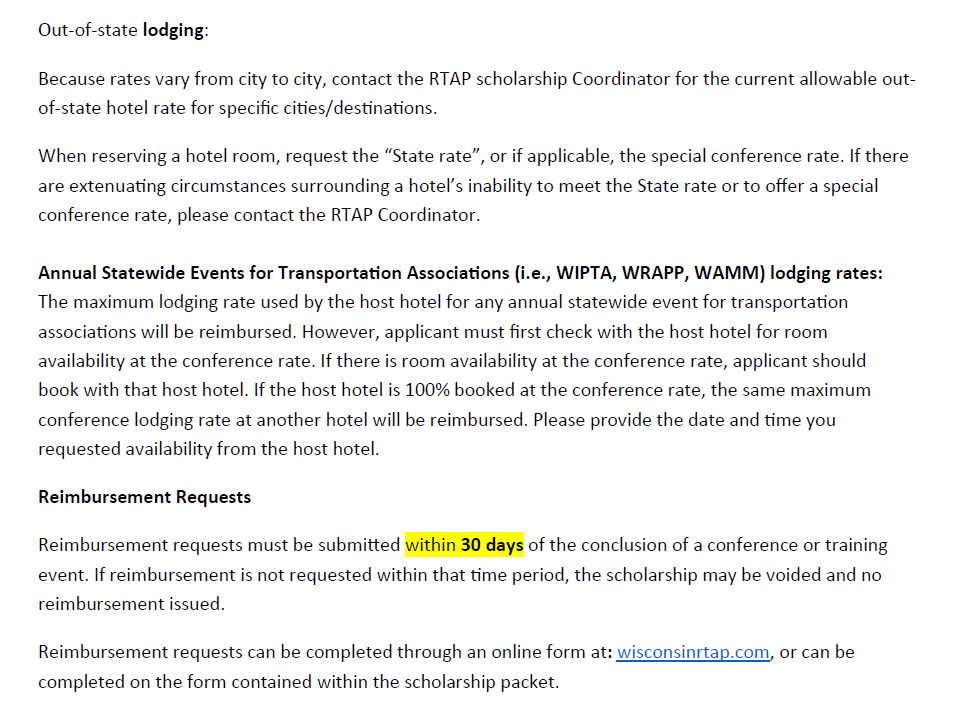 Out-of-state lodging:
Because rates vary from city to city, contact the RTAP scholarship Coordinator for the current allowable out-
of-state hotel rate for specific cities/destinations.
When reserving a hotel room, request the “State rate”, or if applicable, the special conference rate. If there
are extenuating circumstances surrounding a hotel’s inability to meet the State rate or to offer a special
conference rate, please contact the RTAP Coordinator.
Annual Statewide Events for Transportation Associations (i.e., WIPTA, WRAPP, WAMM) lodging rates:
The maximum lodging rate used by the host hotel for any annual statewide event for transportation
associations will be reimbursed. However, applicant must first check with the host hotel for room
availability at the conference rate. If there is room availability at the conference rate, applicant should
book with that host hotel. If the host hotel is 100% booked at the conference rate, the same maximum
conference lodging rate at another hotel will be reimbursed. Please provide the date and time you
requested availability from the host hotel.
Reimbursement Requests
Reimbursement requests must be submitted within 30 days of the conclusion of a conference or training
event. If reimbursement is not requested within that time period, the scholarship may be voided and no
reimbursement issued.
Reimbursement requests can be completed through an online form at: wisconsinrtap.com, or can be
completed on the form contained within the scholarship packet.